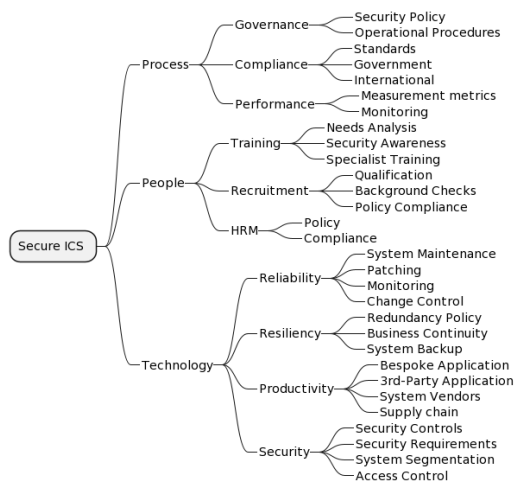 Secure ICS
Process
Governance
Security Policy
Operational Procedures
Compliance
Standards
Government
International
Performance
Measurement metrics
Monitoring
People
Training
Needs Analysis
Security Awareness
Specialist Training
Recruitment
Qualification
Background Checks
Policy Compliance
HRM
Policy
Compliance
Technology
Reliability
System Maintenance
Patching
Monitoring
Change Control
Resiliency
Redundancy Policy
Business Continuity
System Backup
Productivity
Bespoke Application
3rd-Party Application
System Vendors
Supply chain
Security
Security Controls
Security Requirements
System Segmentation
Access Control